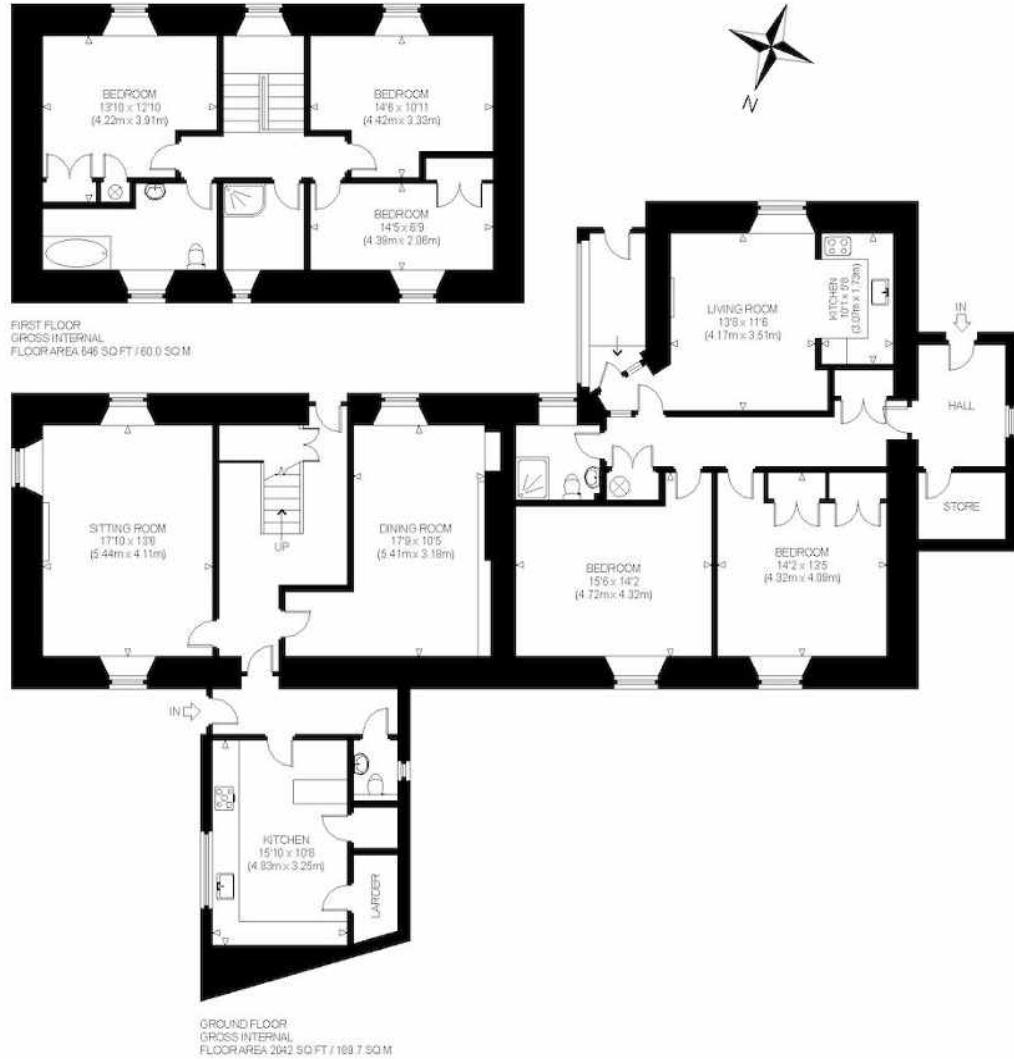 BEDROOM
13'10 x 12'10
(4.22m x 3.91m)
BEDROOM
14'6 x 10'11
(4.42m x 3.33m)
N
BEDROOM
14'5 x 6'9
(4.39m x 2.06m)
FIRST FLOOR
GROSS INTERNAL
FLOOR AREA 646 SQ FT / 60.0 SQ M
LIVING ROOM
13'8 x 11'6
(4.17m x 3.51m)
KITCHEN
10'1 x 5'8
(3.07m x 1.73m)
IN
HALL
STORE
SITTING ROOM
17'10 x 13'6
(5.44m x 4.11m)
UP
DINING ROOM
17'9 x 10'5
(5.41m x 3.18m)
BEDROOM
15'6 x 14'2
(4.72m x 4.32m)
BEDROOM
14'2 x 13'5
(4.32m x 4.09m)
IN
KITCHEN
15'10 x 10'8
(4.83m x 3.25m)
LARDER
GROUND FLOOR
GROSS INTERNAL
FLOOR AREA 2042 SQ FT / 189.7 SQ M